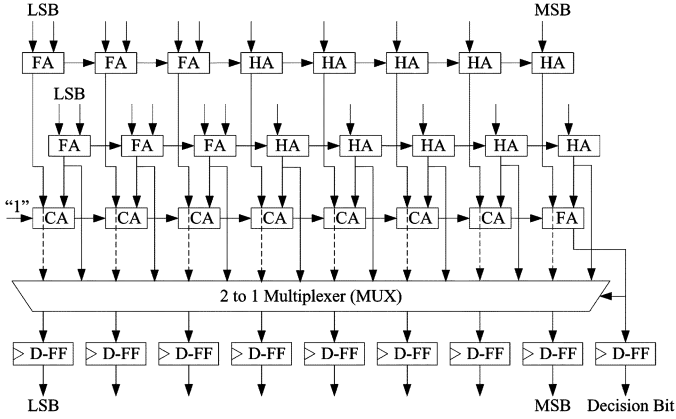 LSB MSB
FA FA FA HA HA HA HA HA
LSB
FA FA FA HA HA HA HA HA
“1” CA CA CA CA CA CA CA FA
2 to 1 Multiplexer (MUX)
D-FF D-FF D-FF D-FF D-FF D-FF D-FF D-FF D-FF
LSB MSB Decision Bit